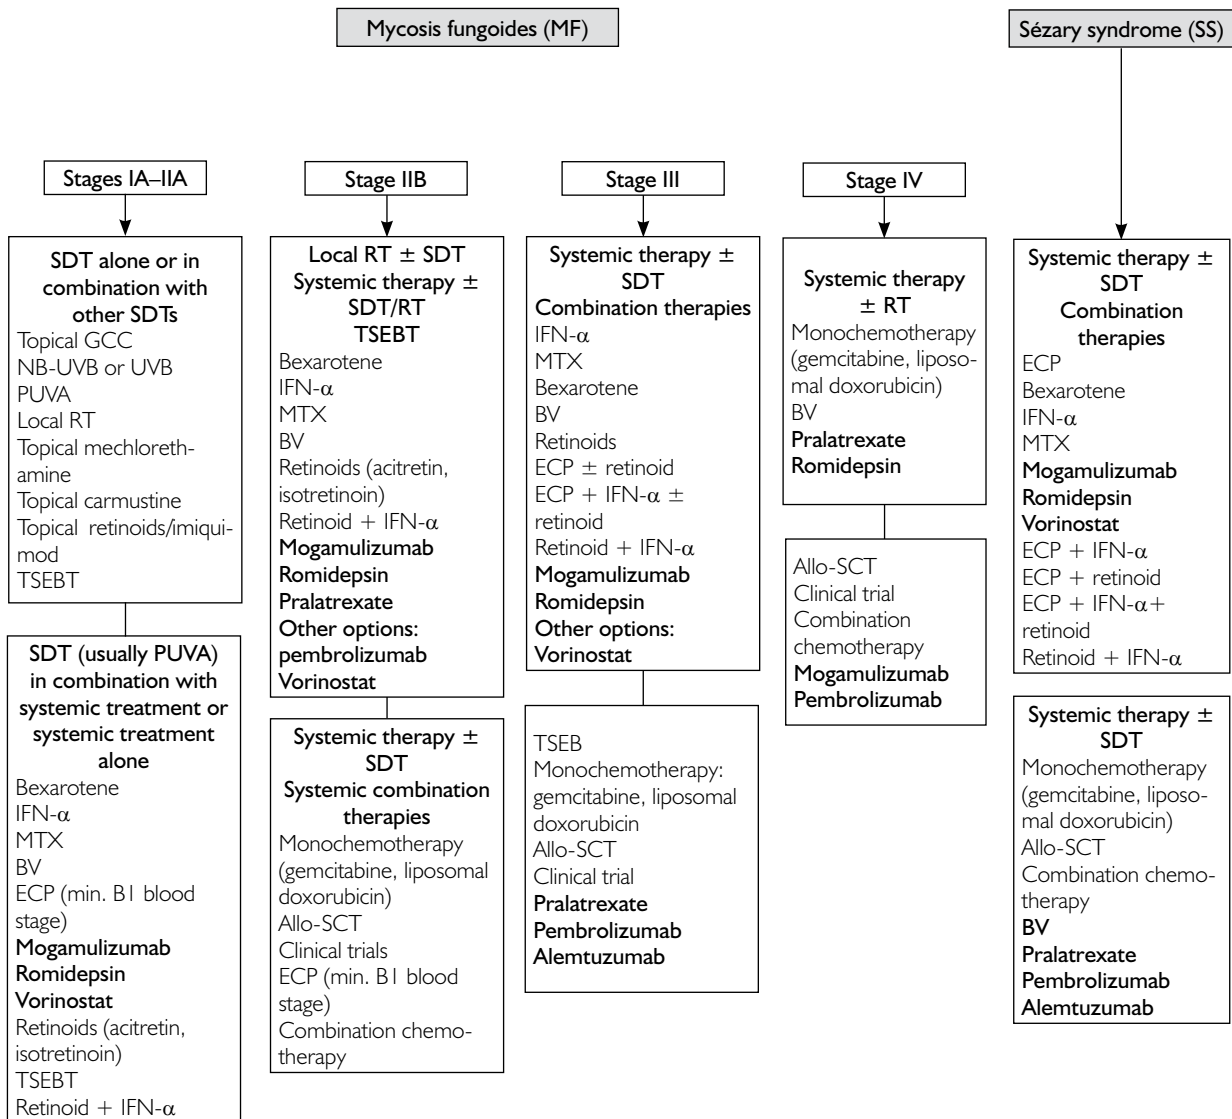 Mycosis fungoides (MF)
Sézary syndrome (SS)
Stages IA–IIA
SDT alone or in
combination with
other SDTs
Topical GCC
NB-UVB or UVB
PUVA
Local RT
Topical mechloreth-
amine
Topical carmustine
Topical retinoids/imiqui-
mod
TSEBT
SDT (usually PUVA)
in combination with
systemic treatment or
systemic treatment
alone
Bexarotene
IFN-α
MTX
BV
ECP (min. B1 blood
stage)
Mogamulizumab
Romidepsin
Vorinostat
Retinoids (acitretin,
isotretinoin)
TSEBT
Retinoid + IFN-α
Stage IIB
Local RT ± SDT
Systemic therapy ±
SDT/RT
TSEBT
Bexarotene
IFN-α
MTX
BV
Retinoids (acitretin,
isotretinoin)
Retinoid + IFN-α
Mogamulizumab
Romidepsin
Pralatrexate
Other options:
pembrolizumab
Vorinostat
Systemic therapy ±
SDT
Systemic combination
therapies
Monochemotherapy
(gemcitabine, liposomal
doxorubicin)
Allo-SCT
Clinical trials
ECP (min. B1 blood
stage)
Combination chemo-
therapy
Stage III
Systemic therapy ±
SDT
Combination therapies
IFN-α
MTX
Bexarotene
BV
Retinoids
ECP ± retinoid
ECP + IFN-α ±
retinoid
Retinoid + IFN-α
Mogamulizumab
Romidepsin
Other options:
Vorinostat
TSEB
Monochemotherapy:
gemcitabine, liposomal
doxorubicin
Allo-SCT
Clinical trial
Pralatrexate
Pembrolizumab
Alemtuzumab
Stage IV
Systemic therapy
± RT
Monochemotherapy
(gemcitabine, liposo-
mal doxorubicin)
BV
Pralatrexate
Romidepsin
Allo-SCT
Clinical trial
Combination
chemotherapy
Mogamulizumab
Pembrolizumab
Systemic therapy ±
SDT
Combination
therapies
ECP
Bexarotene
IFN-α
MTX
Mogamulizumab
Romidepsin
Vorinostat
ECP + IFN-α
ECP + retinoid
ECP + IFN-α+
retinoid
Retinoid + IFN-α
Systemic therapy ±
SDT
Monochemotherapy
(gemcitabine, liposo-
mal doxorubicin)
Allo-SCT
Combination chemo-
therapy
BV
Pralatrexate
Pembrolizumab
Alemtuzumab